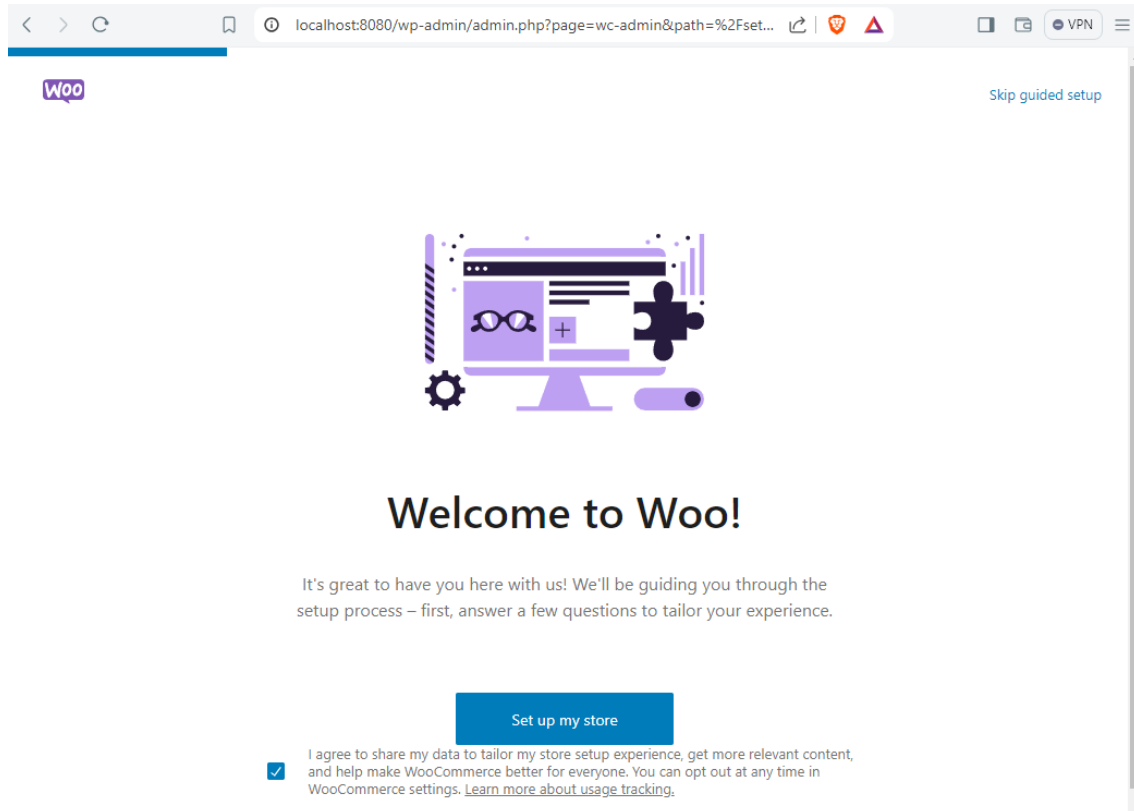 localhost:8080/wp-admin/admin.php?page=wc-admin&path=%2Fset...
VPN
Woo
Skip guided setup
Welcome to Woo!
It's great to have you here with us! We'll be guiding you through the
setup process – first, answer a few questions to tailor your experience.
Set up my store
I agree to share my data to tailor my store setup experience, get more relevant content,
and help make WooCommerce better for everyone. You can opt out at any time in
WooCommerce settings. Learn more about usage tracking.